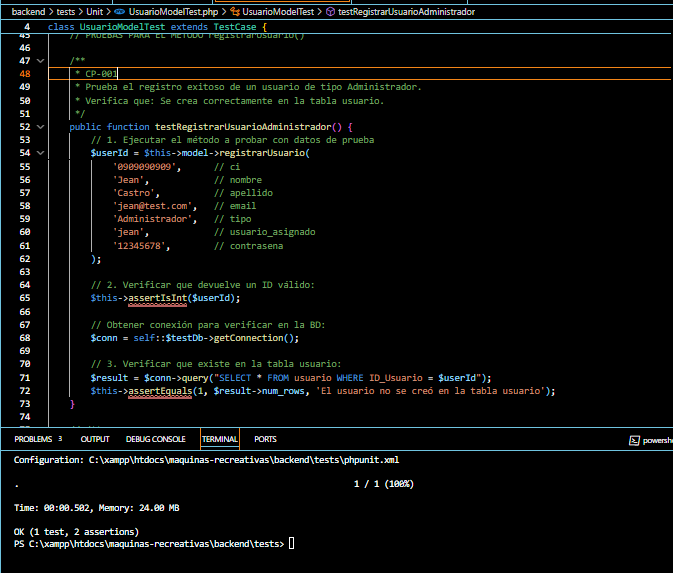 backend > tests > Unit > UsuarioModelTest.php > UsuarioModelTest > testRegistrarUsuarioAdministrador
4 class UsuarioModelTest extends TestCase {
45 // PRUEBAS PARA EL METODO registrarUsuario()
46
47 /**
48 * CP-001
49 * Prueba el registro exitoso de un usuario de tipo Administrador.
50 * Verifica que: Se crea correctamente en la tabla usuario.
51 */
52 public function testRegistrarUsuarioAdministrador() {
53 // 1. Ejecutar el método a probar con datos de prueba
54 $userId = $this->model->registrarUsuario(
55 '0909090909', // ci
56 'Jean', // nombre
57 'Castro', // apellido
58 'jean@test.com', // email
59 'Administrador', // tipo
60 'jean', // usuario_asignado
61 '12345678', // contrasena
62 );
63
64 // 2. Verificar que devuelve un ID válido:
65 $this->assertIsInt($userId);
66
67 // Obtener conexión para verificar en la BD:
68 $conn = self::$testDb->getConnection();
69
70 // 3. Verificar que existe en la tabla usuario:
71 $result = $conn->query("SELECT * FROM usuario WHERE ID_Usuario = $userId");
72 $this->assertEquals(1, $result->num_rows, 'El usuario no se creó en la tabla usuario');
73 }
74
PROBLEMS 3 OUTPUT DEBUG CONSOLE TERMINAL PORTS powershe
Configuration: C:\xampp\htdocs\maquinas-recreativas\backend\tests\phpunit.xml
. 1 / 1 (100%)
Time: 00:00.502, Memory: 24.00 MB
OK (1 test, 2 assertions)
PS C:\xampp\htdocs\maquinas-recreativas\backend\tests>